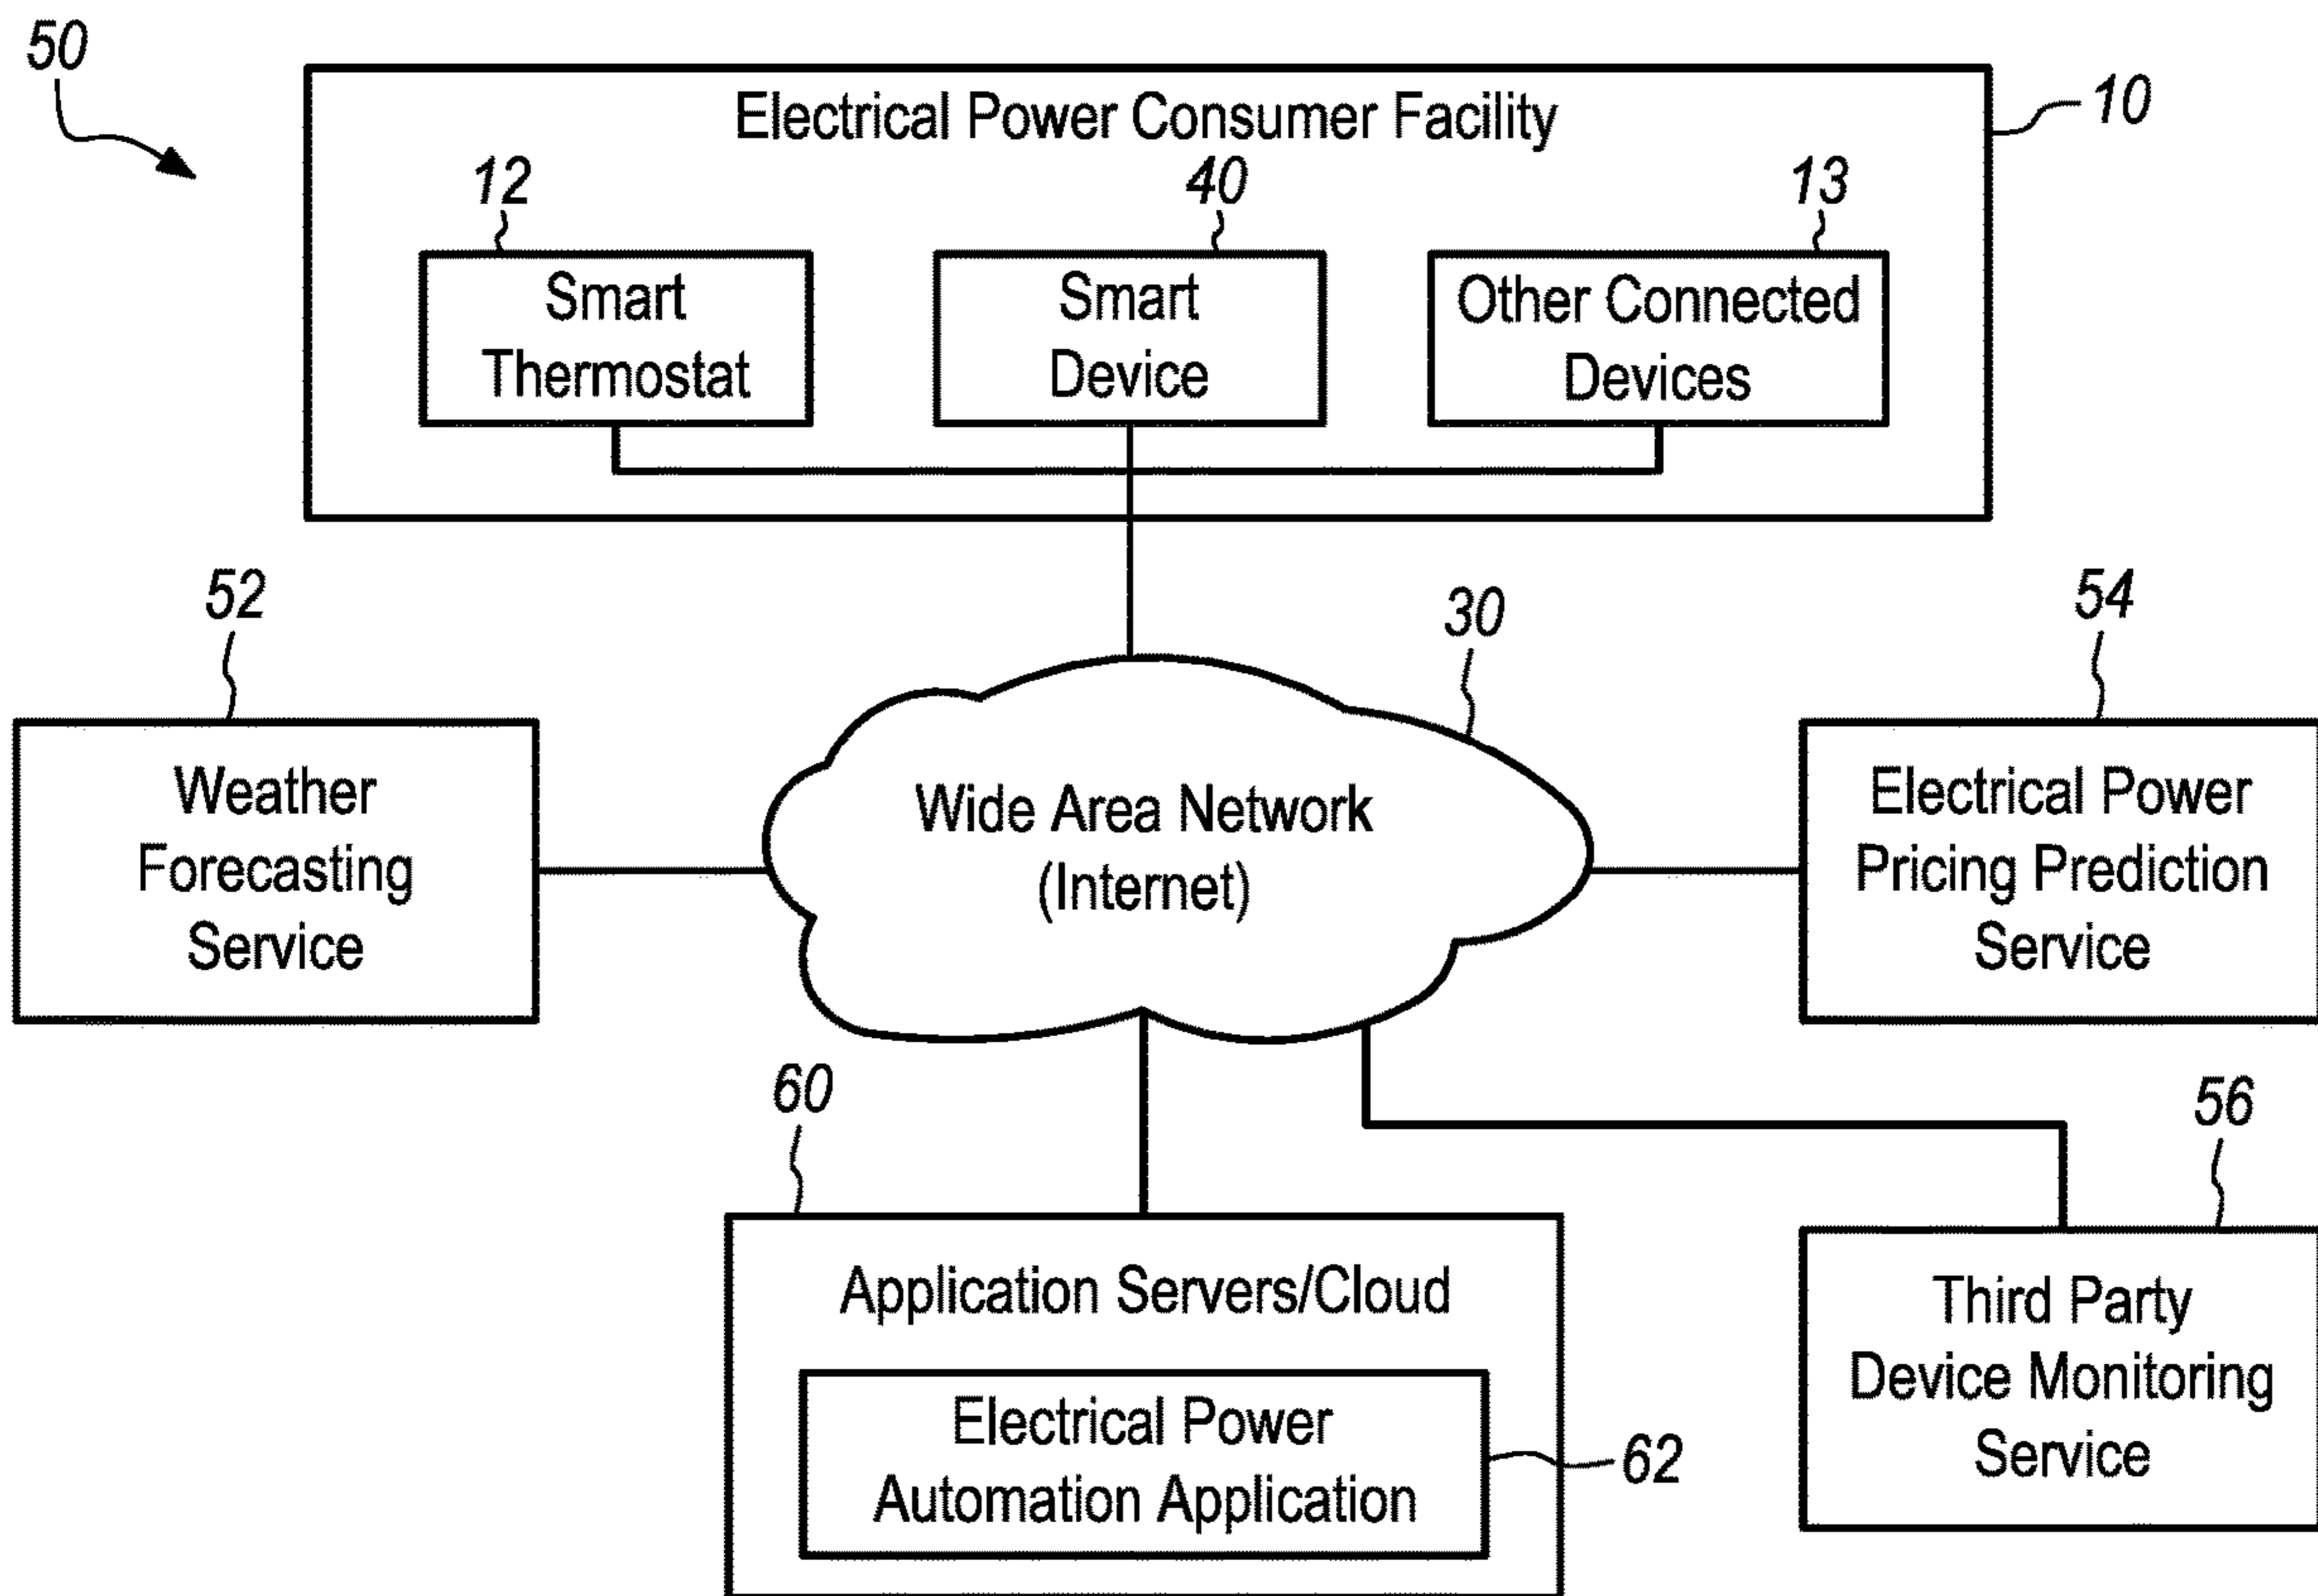 50
Electrical Power Consumer Facility
10
12
40
13
Smart
Thermostat
Smart
Device
Other Connected
Devices
52
30
54
Weather
Forecasting
Service
Wide Area Network
(Internet)
Electrical Power
Pricing Prediction
Service
60
56
Application Servers/Cloud
Electrical Power
Automation Application
62
Third Party
Device Monitoring
Service